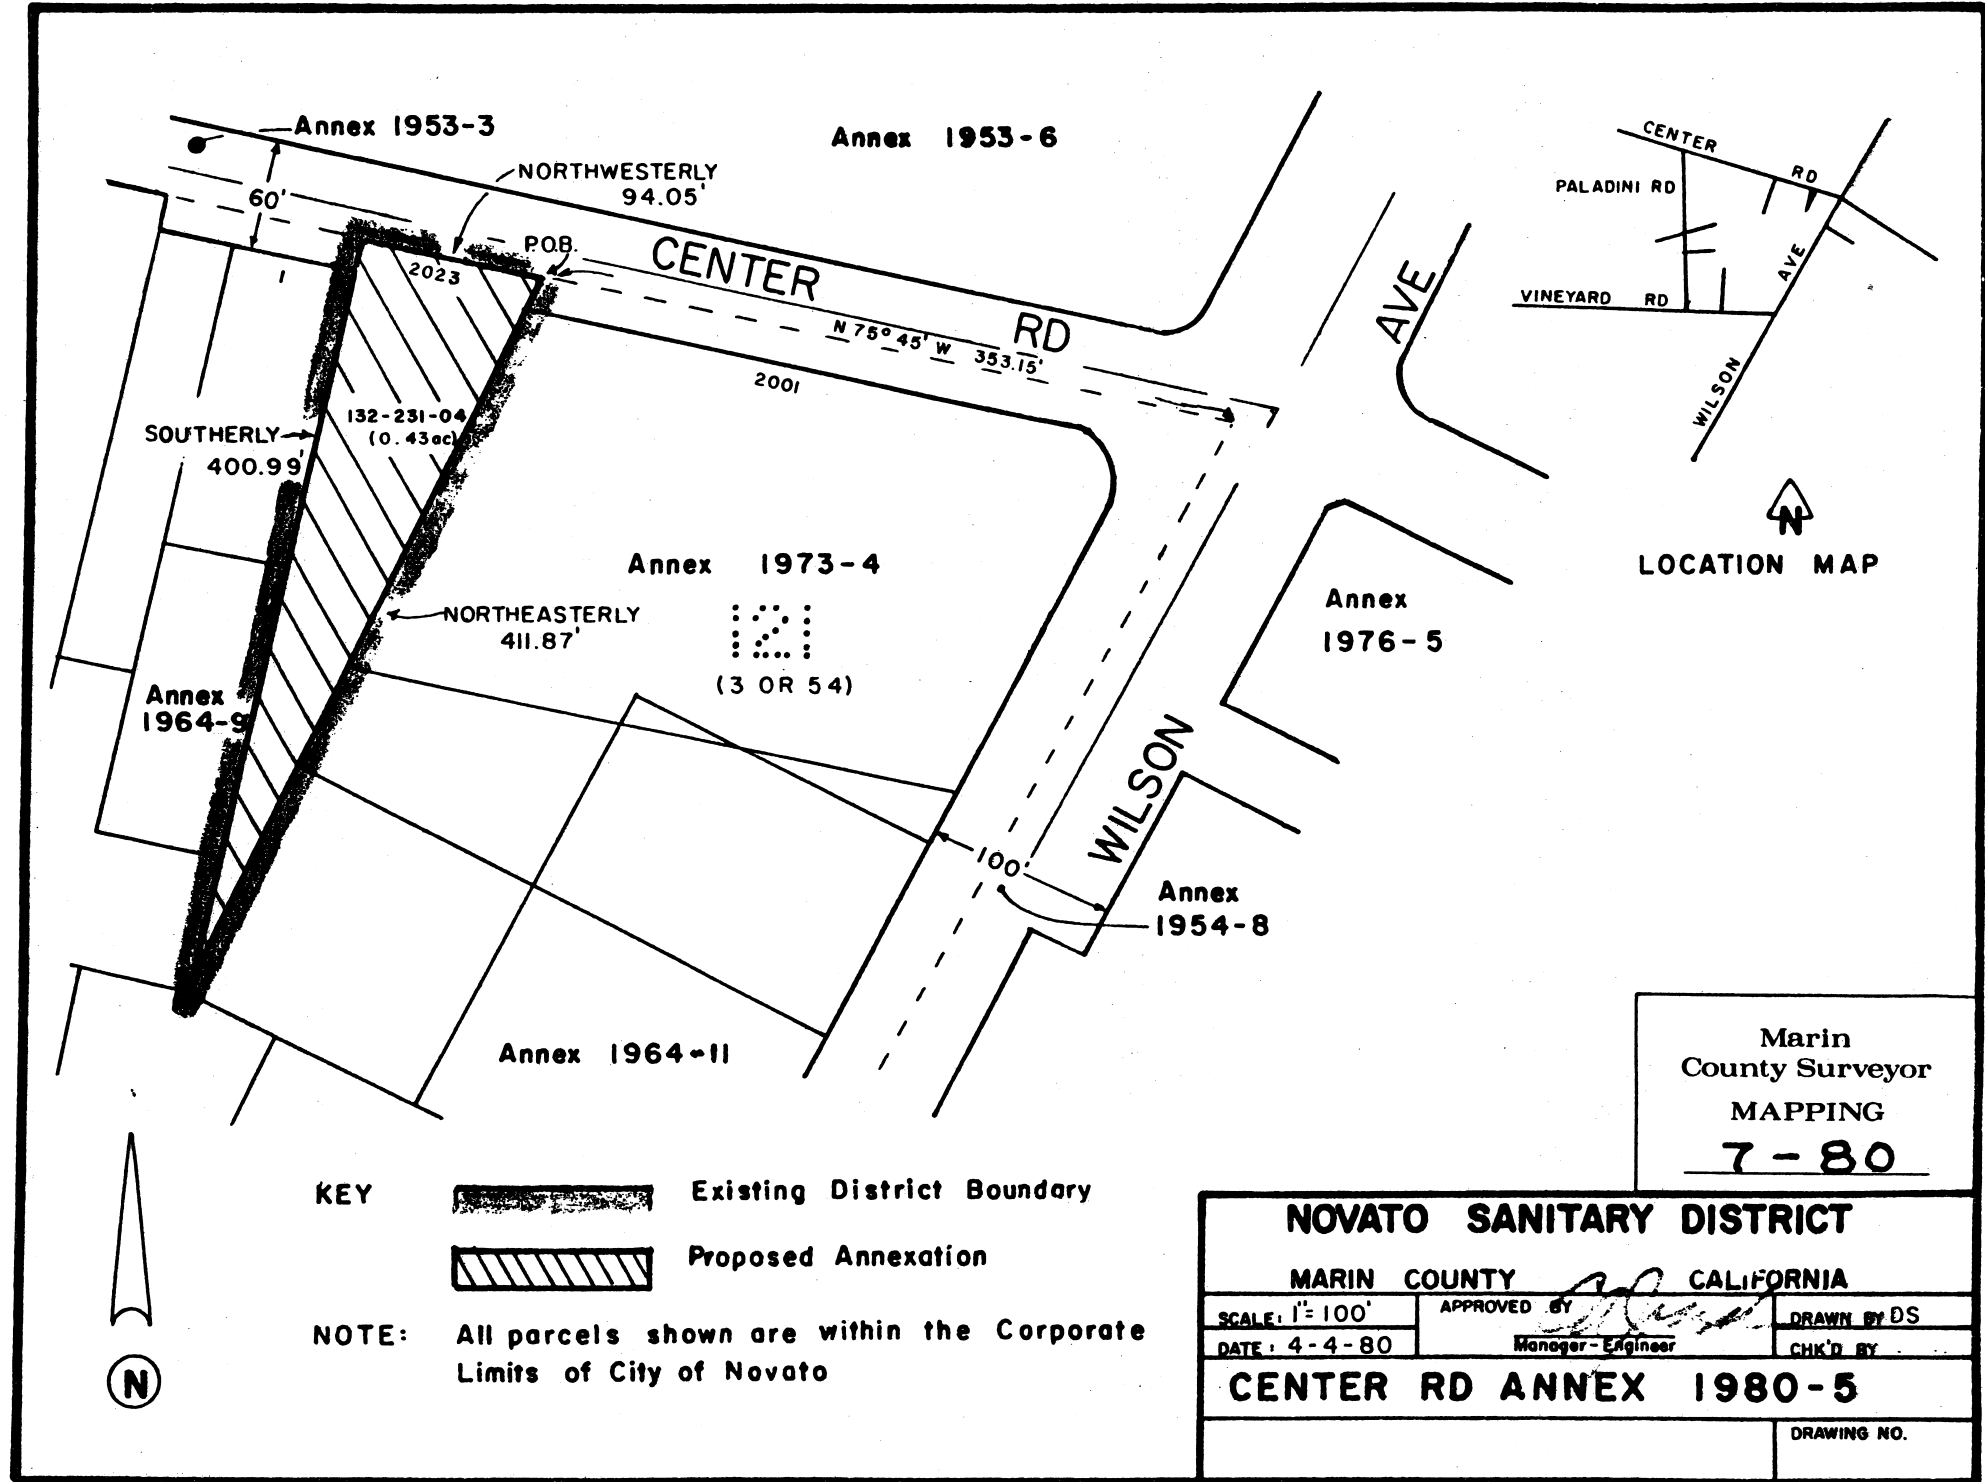 Annex 1953-3
Annex 1953-6
NORTHWESTERLY
94.05'
60'
P.O.B.
2023
1
CENTER RD
N 75° 45' W 353.15'
2001
AVE
132-231-04
(0.43ac)
SOUTHERLY
400.99'
Annex 1973-4
121
(3 OR 54)
NORTHEASTERLY
411.87'
Annex
1964-9
Annex
1976-5
WILSON
100'
Annex
1954-8
Annex 1964-11
CENTER RD
PALADINI RD
VINEYARD RD
WILSON AVE
N
LOCATION MAP
Marin
County Surveyor
MAPPING
7-80
KEY
Existing District Boundary
Proposed Annexation
NOTE: All parcels shown are within the Corporate
Limits of City of Novato
N
NOVATO SANITARY DISTRICT
MARIN COUNTY CALIFORNIA
SCALE: 1"=100'
APPROVED BY
DRAWN BY DS
DATE: 4-4-80
Manager-Engineer
CHK'D BY
CENTER RD ANNEX 1980-5
DRAWING NO.